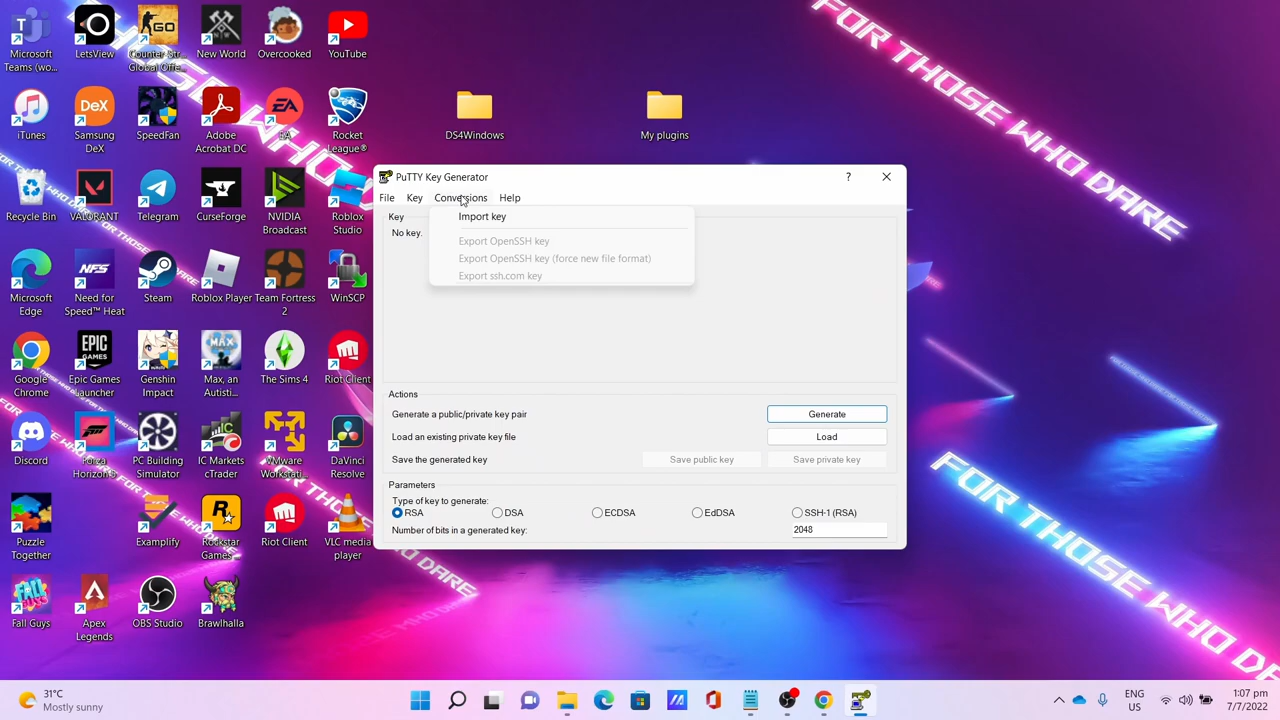 Microsoft
Teams (wo...
LetsView
Counter-Str...
Global Offe...
New World
Overcooked
YouTube
iTunes
Samsung
DeX
SpeedFan
Adobe
Acrobat DC
EA
Rocket
League®
DS4Windows
My plugins
Recycle Bin
VALORANT
Telegram
CurseForge
NVIDIA
Broadcast
Roblox
Studio
Microsoft
Edge
Need for
Speed™ Heat
Steam
Roblox Player
Team Fortress
2
WinSCP
Google
Chrome
Epic Games
Launcher
Genshin
Impact
Max, an
Autisti...
The Sims 4
Riot Client
Discord
Forza
Horizon
PC Building
Simulator
IC Markets
cTrader
VMware
Workstati...
DaVinci
Resolve
Puzzle
Together
Examplify
Rockstar
Games...
Riot Client
VLC media
player
Fall Guys
Apex
Legends
OBS Studio
Brawlhalla
PuTTY Key Generator
?
File Key Conversions Help
Key
No key.
Import key
Export OpenSSH key
Export OpenSSH key (force new file format)
Export ssh.com key
Actions
Generate a public/private key pair
Generate
Load an existing private key file
Load
Save the generated key
Save public key
Save private key
Parameters
Type of key to generate:
RSA
DSA
ECDSA
EdDSA
SSH-1 (RSA)
Number of bits in a generated key:
2048
FOR THOSE WHO DARE
FOR THOSE WHO DA
31°C
Mostly sunny
ENG
US
1:07 pm
7/7/2022